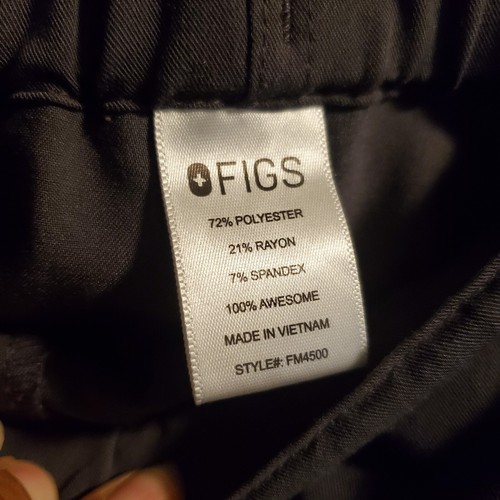 FIGS
72% POLYESTER
21% RAYON
7% SPANDEX
100% AWESOME
MADE IN VIETNAM
STYLE#: FM4500